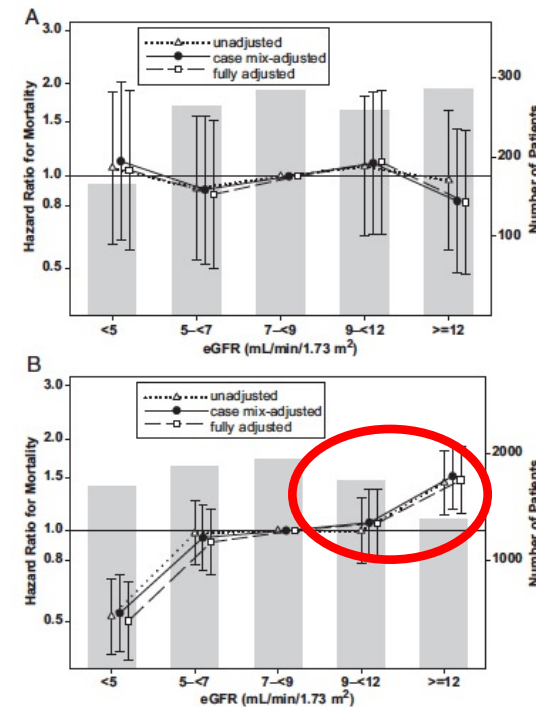 A
3.0
2.0
1.5
1.0
0.8
0.5
Hazard Ratio for Mortality
unadjusted
case mix-adjusted
fully adjusted
300
200
100
Number of Patients
<5 5–<7 7–<9 9–<12 >=12
eGFR (mL/min/1.73 m²)
B
3.0
2.0
1.5
1.0
0.8
0.5
Hazard Ratio for Mortality
unadjusted
case mix-adjusted
fully adjusted
2000
1000
Number of Patients
<5 5–<7 7–<9 9–<12 >=12
eGFR (mL/min/1.73 m²)